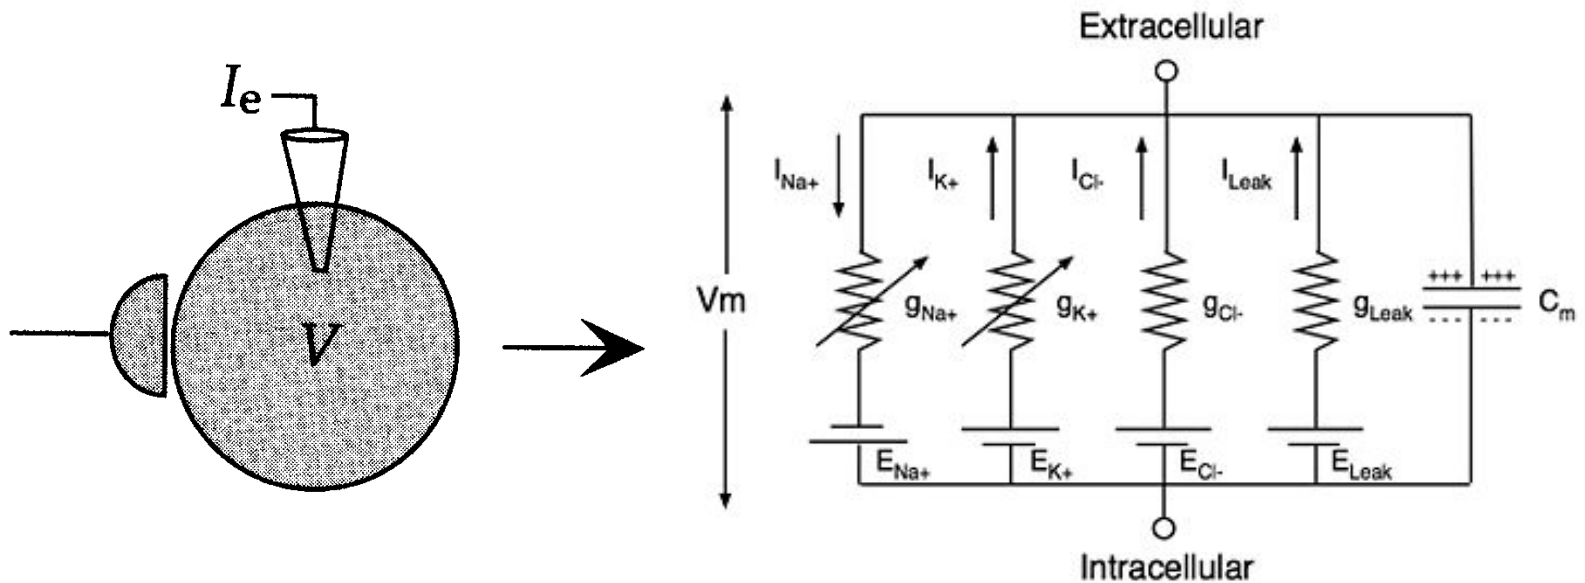 Ie
V
Extracellular
Vm
INa+
IK+
ICl-
ILeak
gNa+
gK+
gCl-
gLeak
+++ +++
Cm
--- ---
ENa+
EK+
ECl-
ELeak
Intracellular